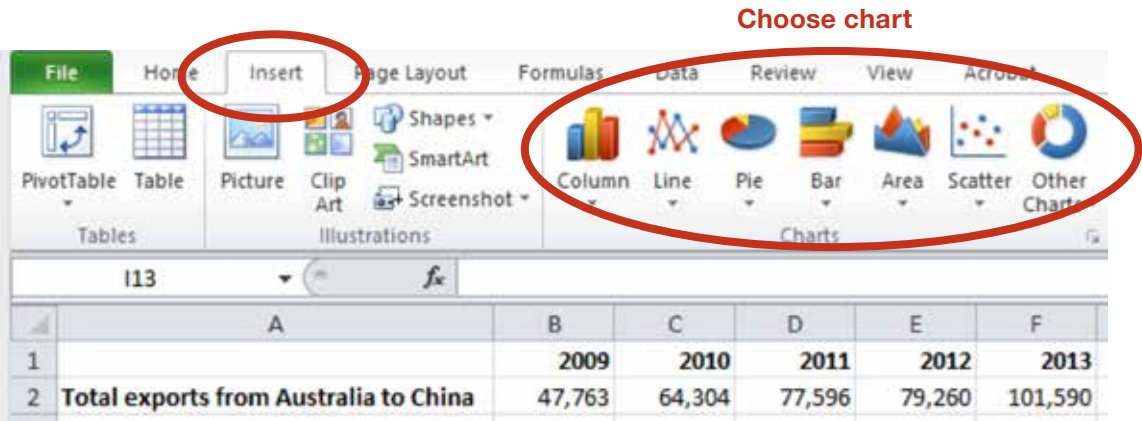 Choose chart
File Home Insert Page Layout Formulas Data Review View Acrobat
Shapes
SmartArt
Screenshot
PivotTable Table Picture Clip Art Column Line Pie Bar Area Scatter Other Charts
Tables Illustrations Charts
I13 fx
A B C D E F
1 2009 2010 2011 2012 2013
2 Total exports from Australia to China 47,763 64,304 77,596 79,260 101,590